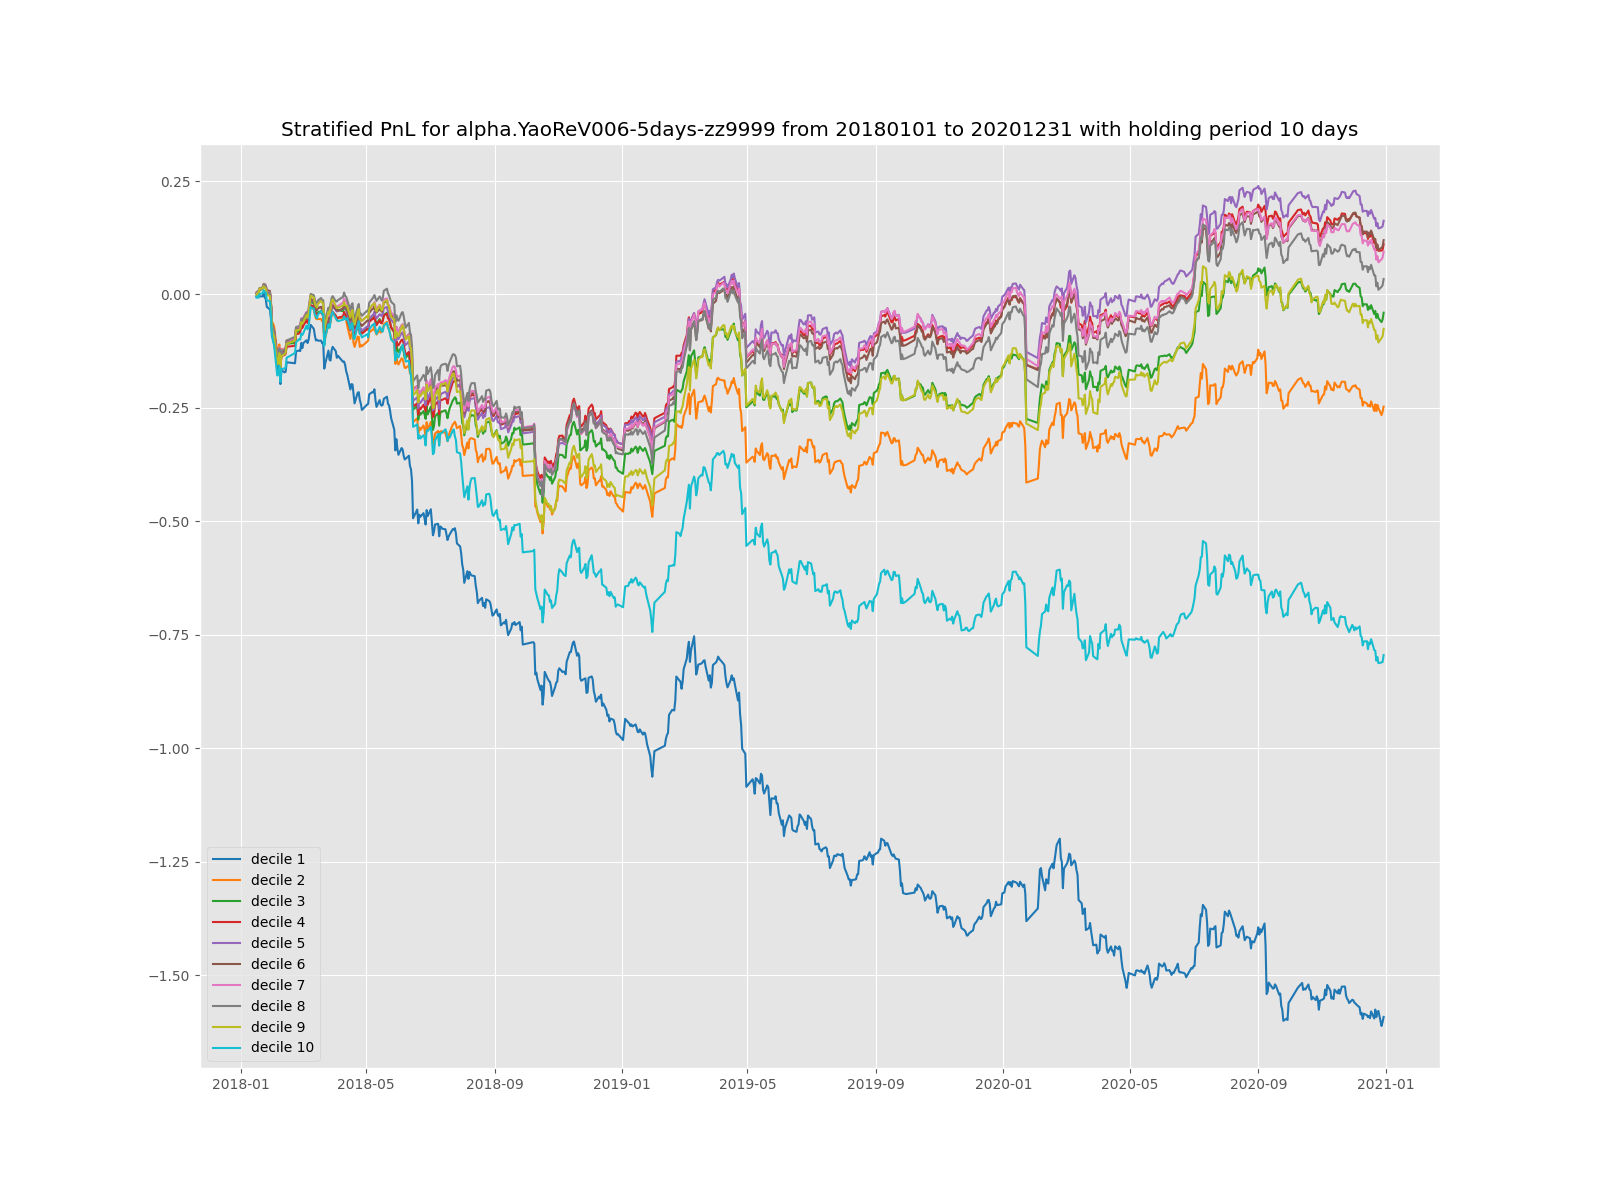 Stratified PnL for alpha.YaoReV006-5days-zz9999 from 20180101 to 20201231 with holding period 10 days
0.25
0.00
−0.25
−0.50
−0.75
−1.00
−1.25
−1.50
decile 1
decile 2
decile 3
decile 4
decile 5
decile 6
decile 7
decile 8
decile 9
decile 10
2018-01 2018-05 2018-09 2019-01 2019-05 2019-09 2020-01 2020-05 2020-09 2021-01